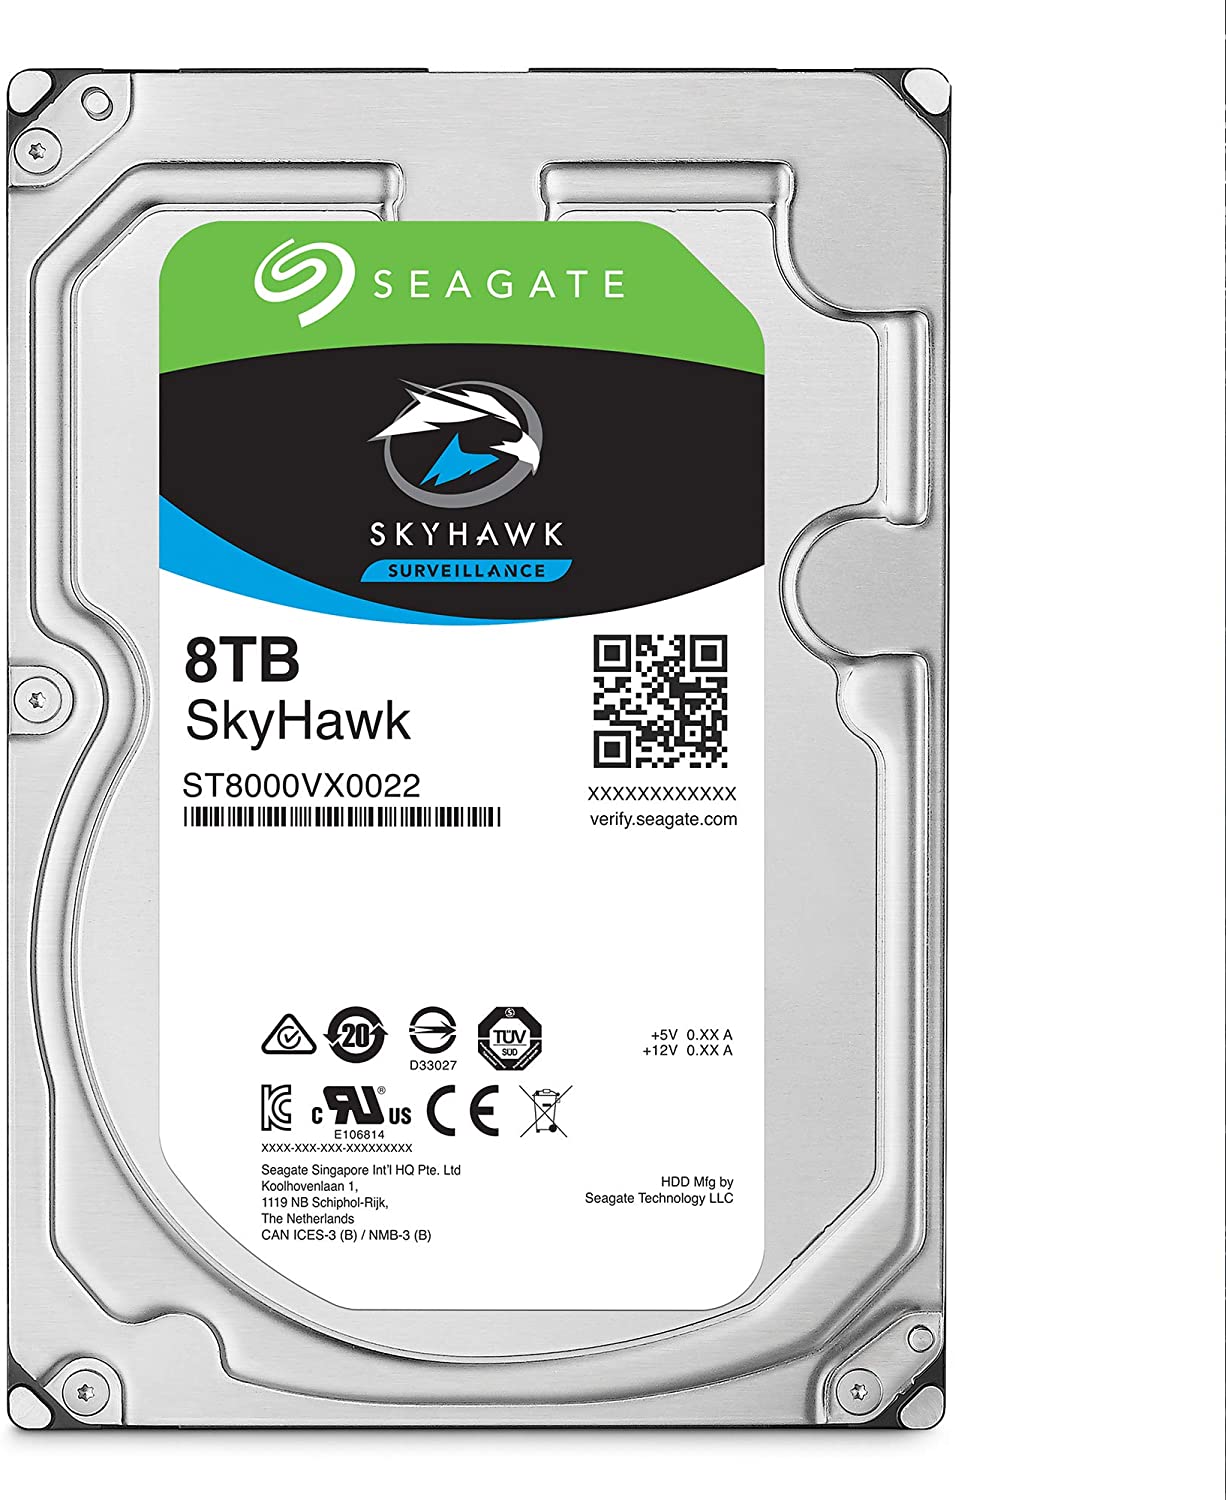 SEAGATE
SKYHAWK
SURVEILLANCE
8TB
SkyHawk
ST8000VX0022
XXXXXXXXXXXX
verify.seagate.com
20
D33027
TÜV
SÜD
+5V 0.XX A
+12V 0.XX A
c RU ® US
E106814
CE
XXXX-XXX-XXX-XXXXXXXXX
Seagate Singapore Int'l HQ Pte. Ltd
Koolhovenlaan 1,
1119 NB Schiphol-Rijk,
The Netherlands
CAN ICES-3 (B) / NMB-3 (B)
HDD Mfg by
Seagate Technology LLC